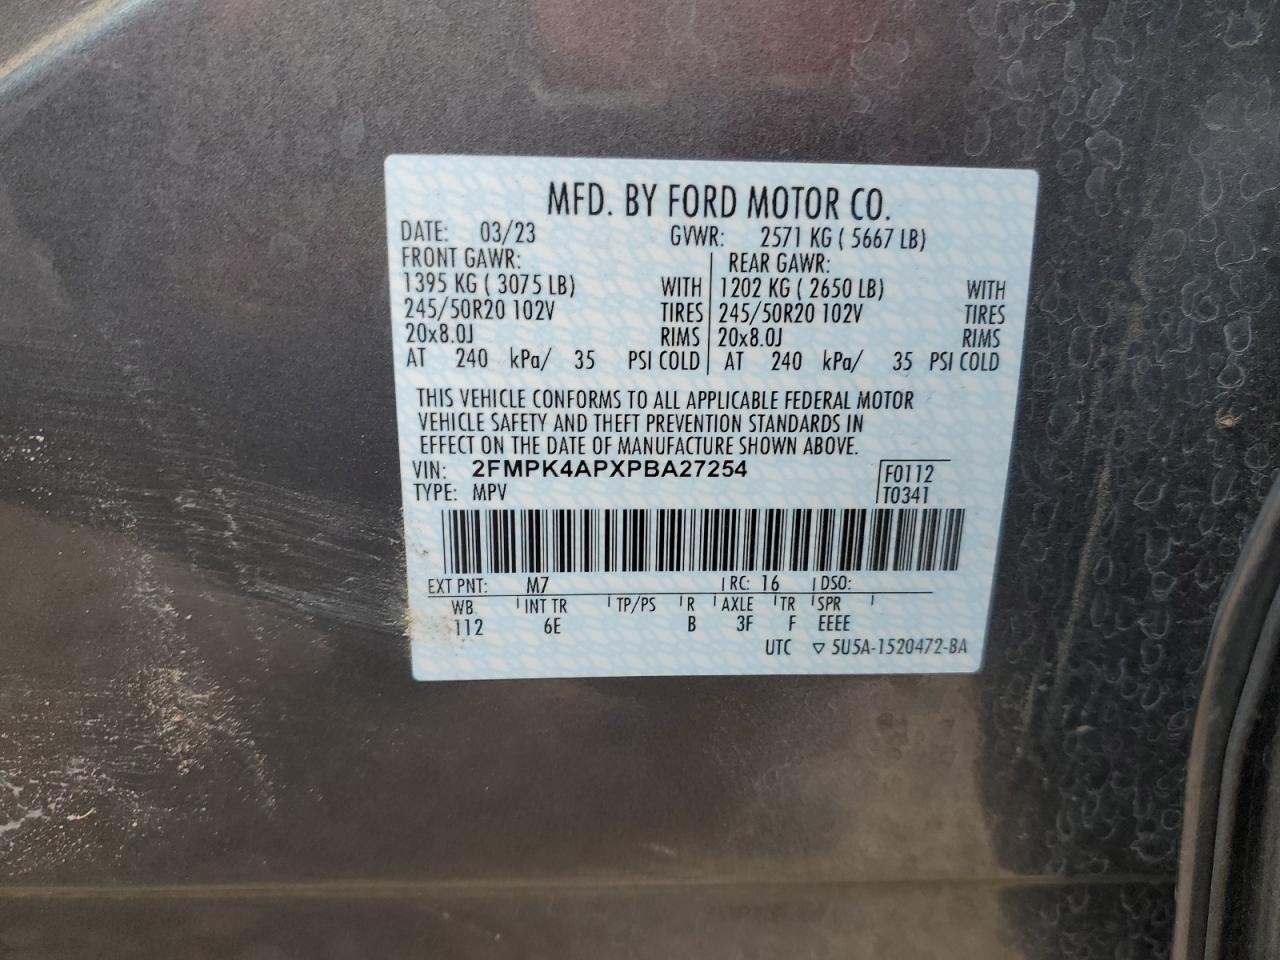 MFD. BY FORD MOTOR CO.
DATE: 03/23 GVWR: 2571 KG ( 5667 LB)
FRONT GAWR: REAR GAWR:
1395 KG ( 3075 LB) WITH 1202 KG ( 2650 LB) WITH
245/50R20 102V TIRES 245/50R20 102V TIRES
20x8.0J RIMS 20x8.0J RIMS
AT 240 kPa/ 35 PSI COLD AT 240 kPa/ 35 PSI COLD
THIS VEHICLE CONFORMS TO ALL APPLICABLE FEDERAL MOTOR
VEHICLE SAFETY AND THEFT PREVENTION STANDARDS IN
EFFECT ON THE DATE OF MANUFACTURE SHOWN ABOVE.
VIN: 2FMPK4APXPBA27254 F0112
TYPE: MPV T0341
EXT PNT: M7 RC: 16 DSO:
WB INT TR TP/PS R AXLE TR SPR
112 6E B 3F F EEEE
UTC ▽ 5U5A-1520472-BA